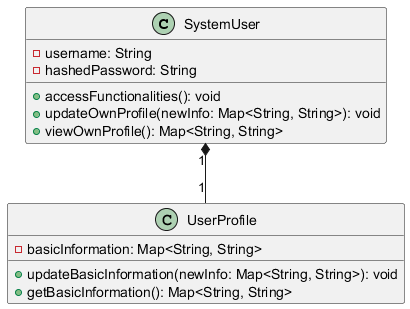 C SystemUser
username: String
hashedPassword: String
accessFunctionalities(): void
updateOwnProfile(newInfo: Map<String, String>): void
viewOwnProfile(): Map<String, String>
1
1
C UserProfile
basicInformation: Map<String, String>
updateBasicInformation(newInfo: Map<String, String>): void
getBasicInformation(): Map<String, String>